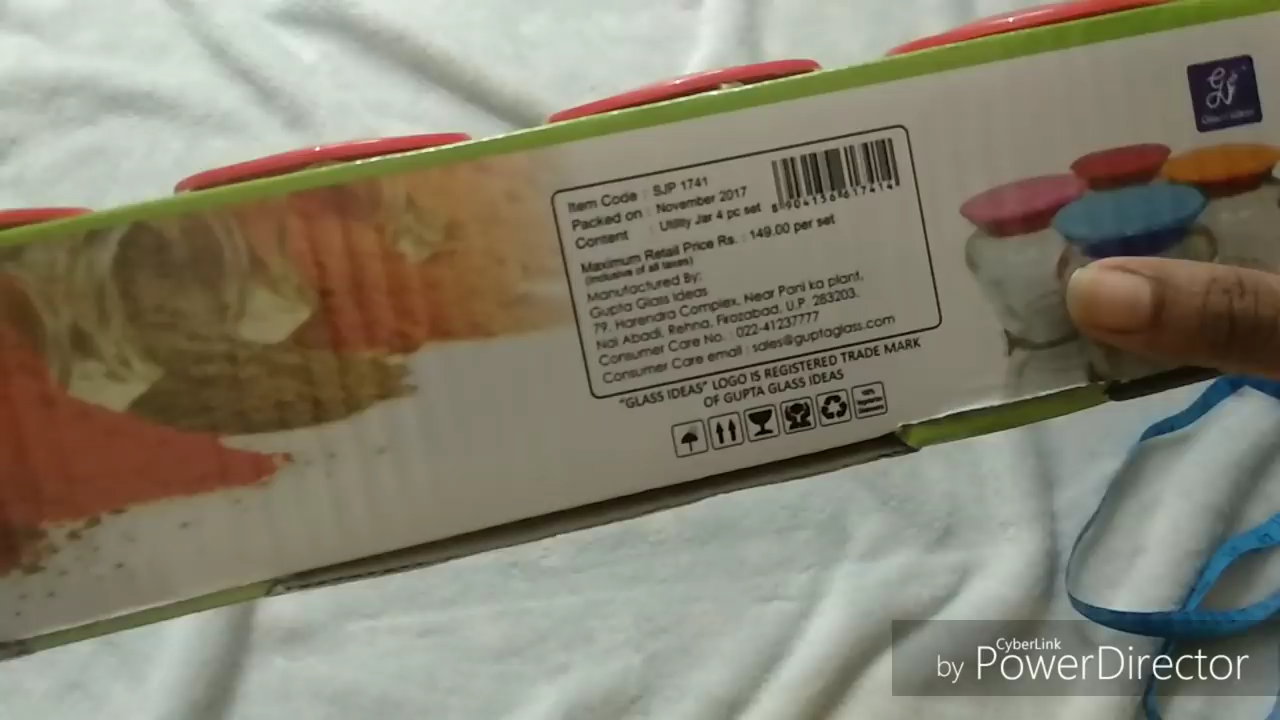 Item Code : SJP 1741
Packed on : November 2017
Content : Utility Jar 4 pc set
8 904156 617414
Maximum Retail Price Rs. : 149.00 per set
(Inclusive of all taxes)
Manufactured By:
Gupta Glass Ideas
79, Harendra Complex, Near Pani ka plant,
Nai Abadi, Rehna, Firozabad, U.P. 283203.
Consumer Care No. : 022-41237777
Consumer Care email : sales@guptaglass.com
"GLASS IDEAS" LOGO IS REGISTERED TRADE MARK
OF GUPTA GLASS IDEAS
CyberLink
by PowerDirector